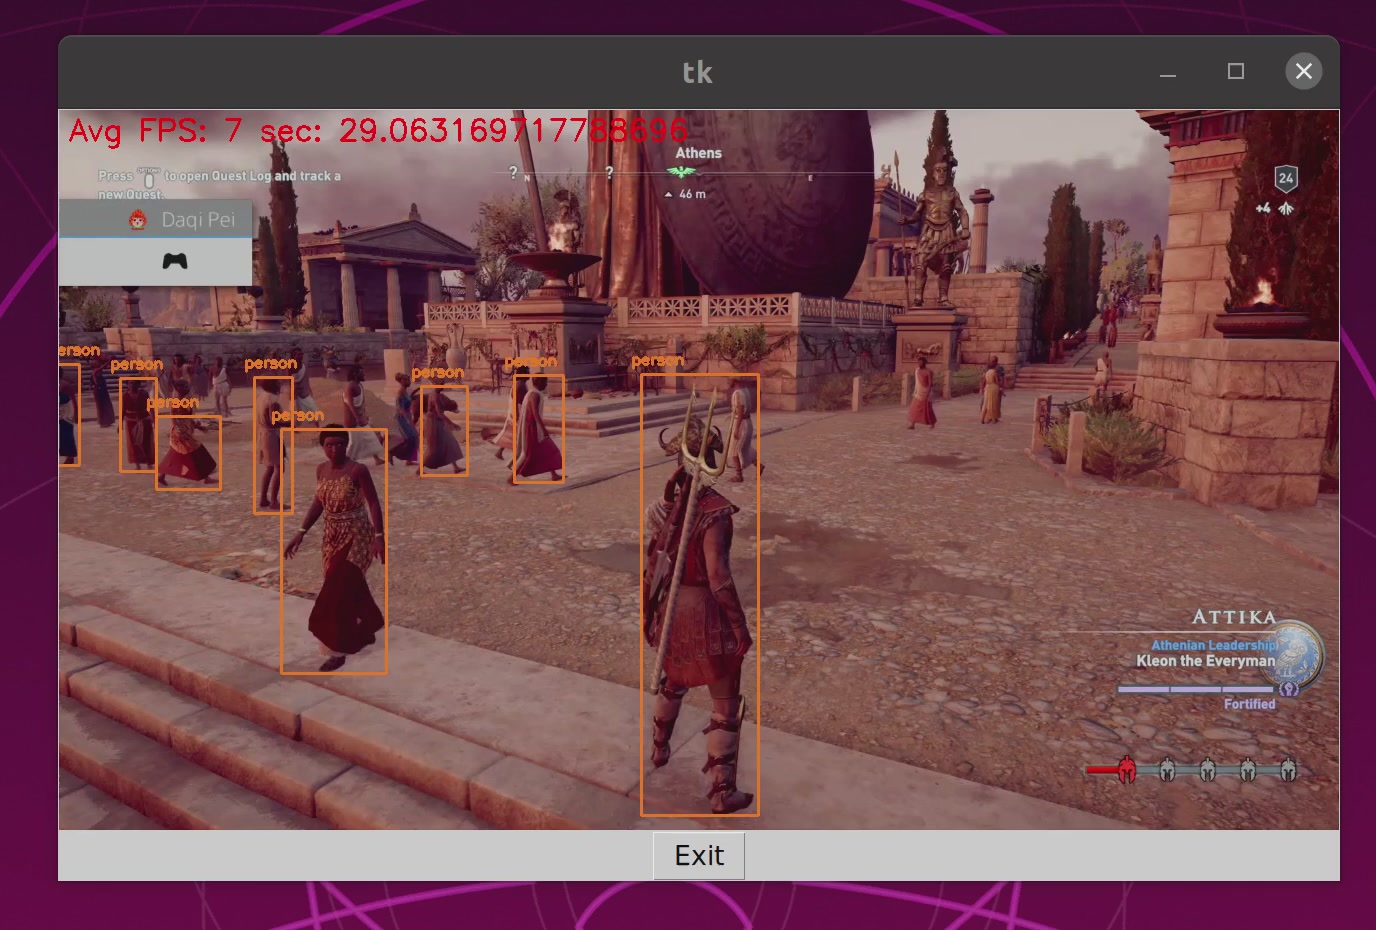 tk
Avg FPS: 7 sec: 29.063169717788696
Athens
? N ? E
46 m
Press OPTIONS to open Quest Log and track a
new Quest.
24
+4
Daqi Pei
erson
person
person
person
person
person
person
person
ATTIKA
Athenian Leadership
Kleon the Everyman
Fortified
Exit